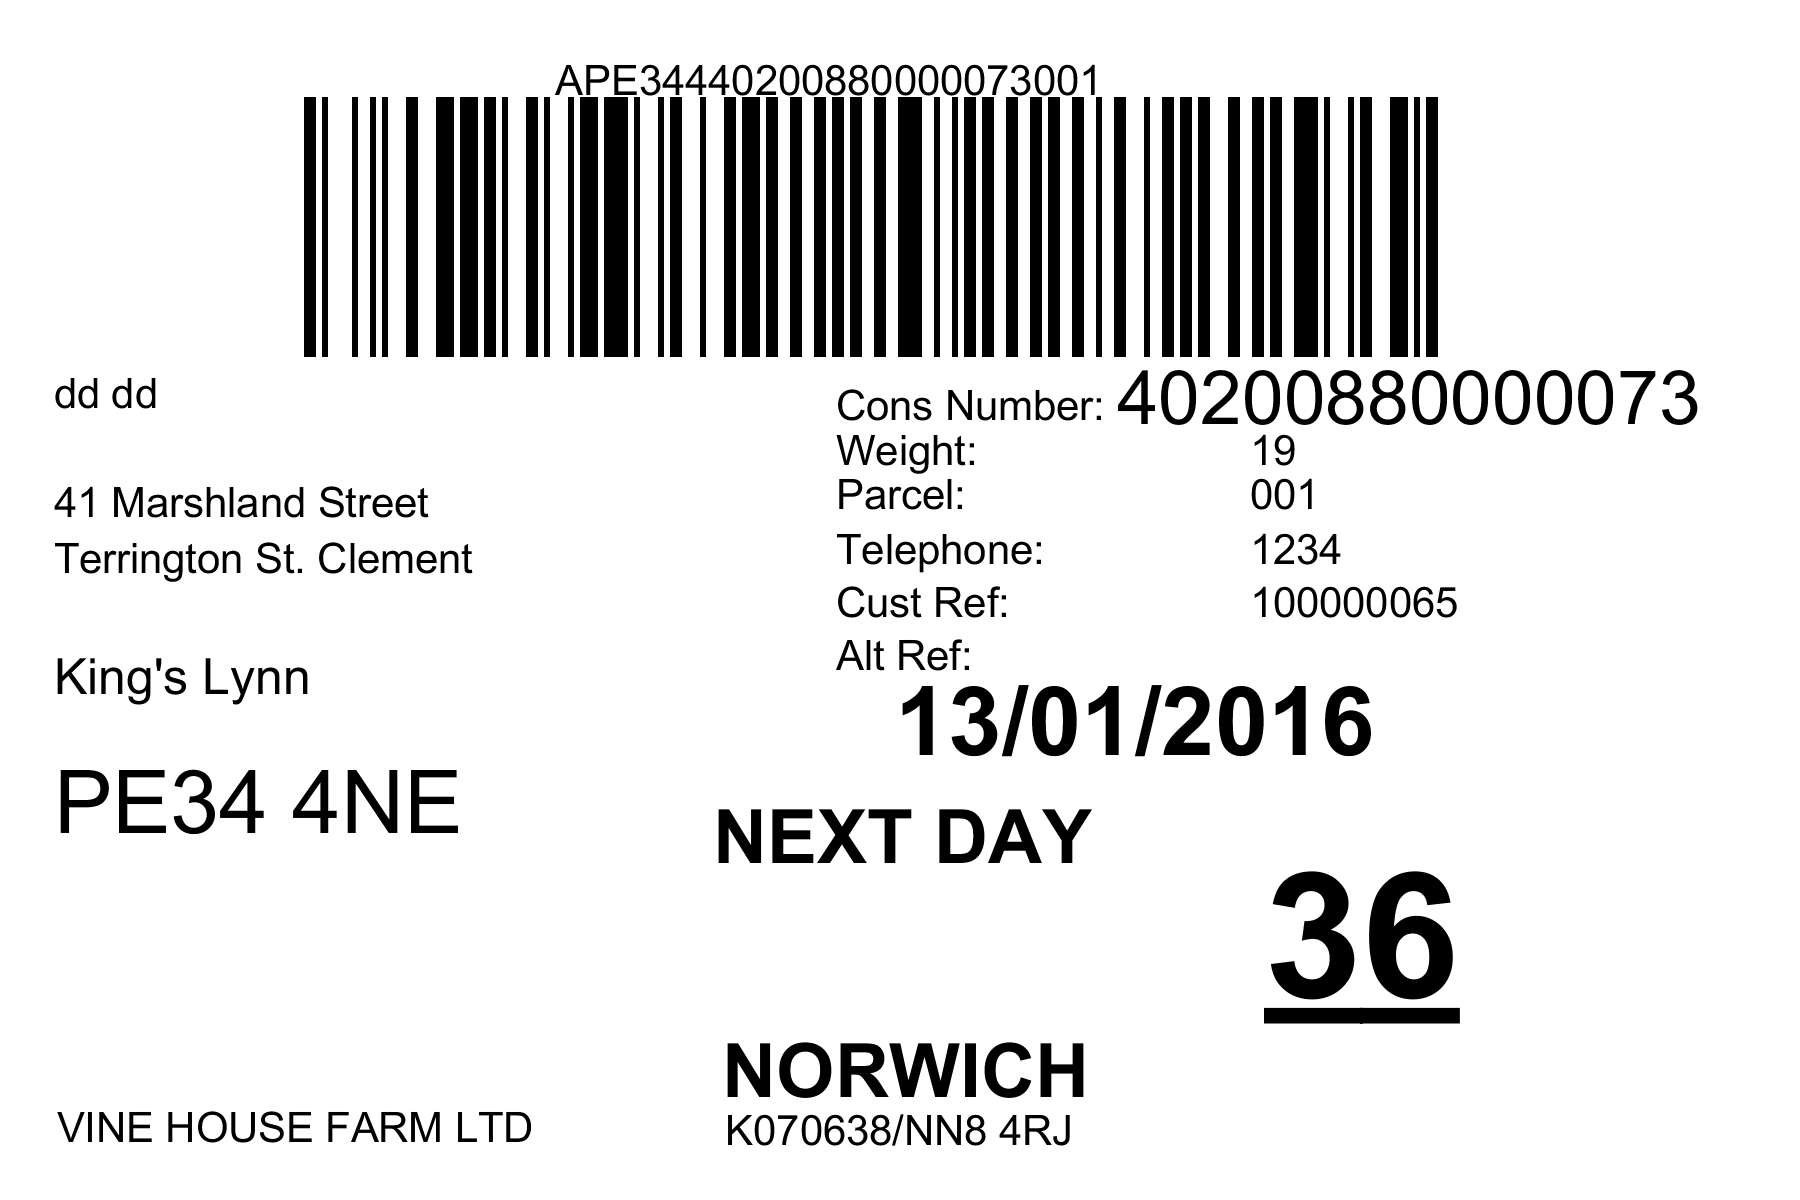 APE34440200880000073001
dd dd
Cons Number: 40200880000073
Weight: 19
Parcel: 001
41 Marshland Street
Terrington St. Clement
Telephone: 1234
Cust Ref: 100000065
Alt Ref:
King's Lynn
13/01/2016
PE34 4NE
NEXT DAY
36
NORWICH
VINE HOUSE FARM LTD
K070638/NN8 4RJ